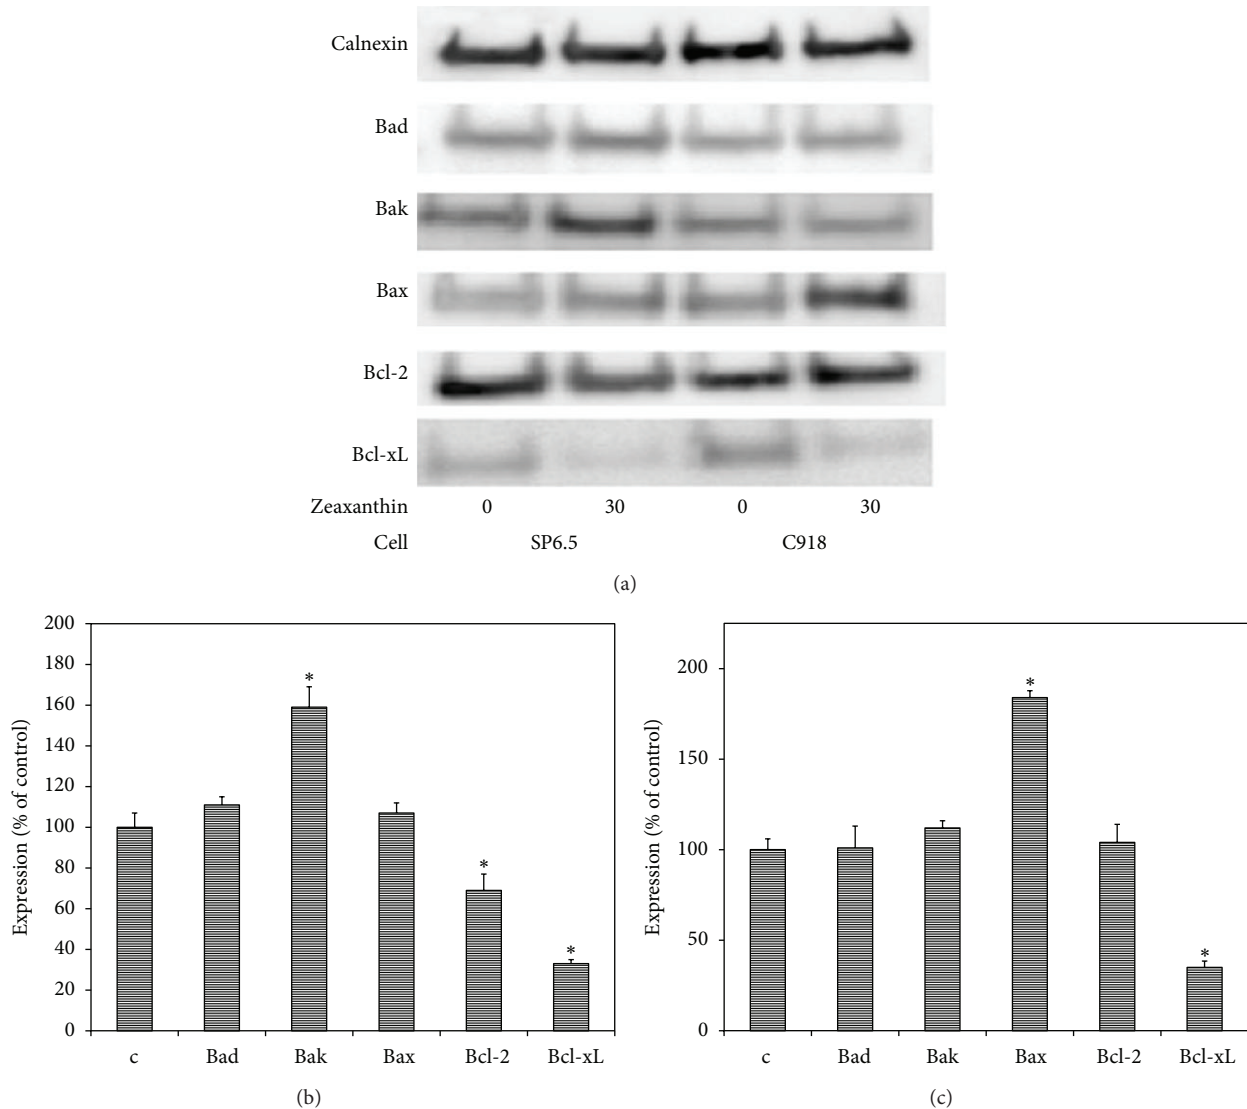 Calnexin
Bad
Bak
Bax
Bcl-2
Bcl-xL
Zeaxanthin 0 30 0 30
Cell SP6.5 C918
(a)
200
180
160
140
120
100
80
60
40
20
0
Expression (% of control)
*
*
*
c Bad Bak Bax Bcl-2 Bcl-xL
(b)
200
150
100
50
0
Expression (% of control)
*
*
c Bad Bak Bax Bcl-2 Bcl-xL
(c)